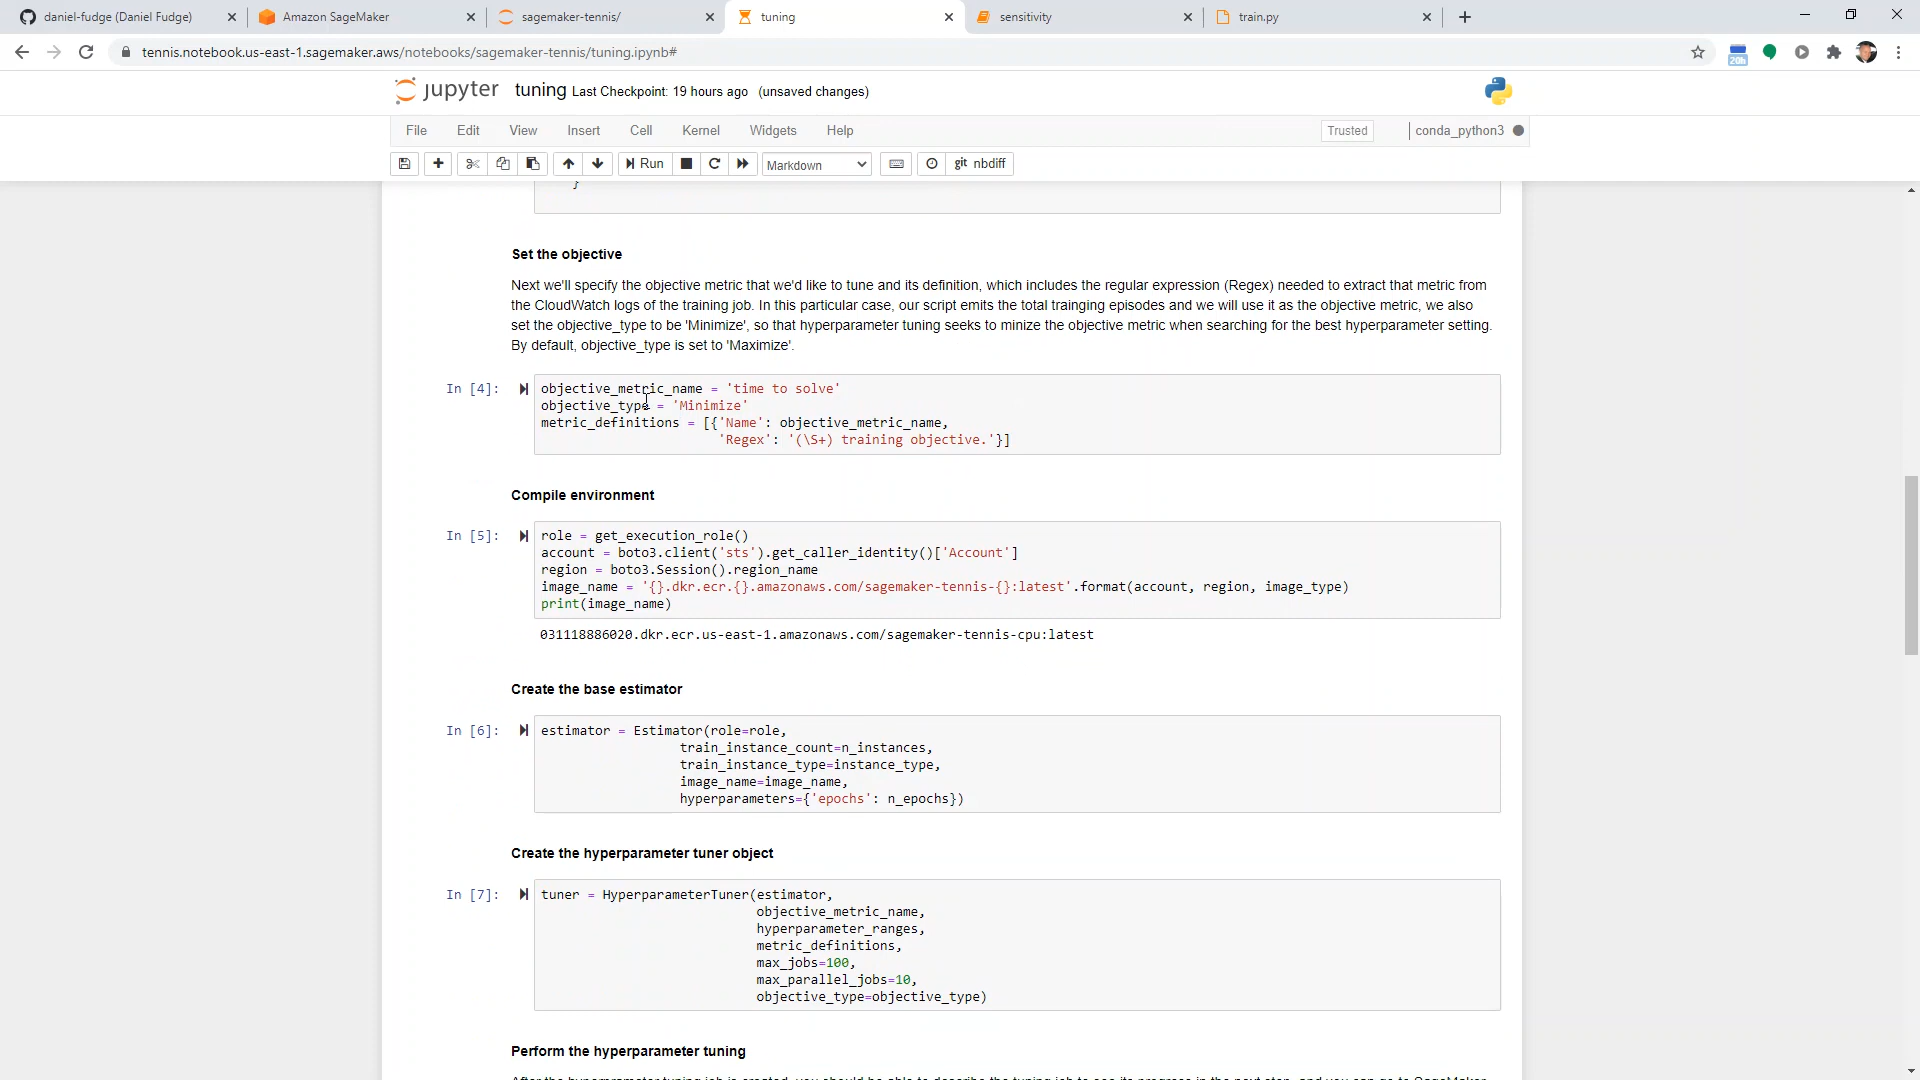 daniel-fudge (Daniel Fudge)
Amazon SageMaker
sagemaker-tennis/
tuning
sensitivity
train.py
tennis.notebook.us-east-1.sagemaker.aws/notebooks/sagemaker-tennis/tuning.ipynb#
20h
jupyter tuning Last Checkpoint: 19 hours ago (unsaved changes)
File Edit View Insert Cell Kernel Widgets Help
Trusted
conda_python3
Run
Markdown
git nbdiff
}
Set the objective
Next we'll specify the objective metric that we'd like to tune and its definition, which includes the regular expression (Regex) needed to extract that metric from
the CloudWatch logs of the training job. In this particular case, our script emits the total trainging episodes and we will use it as the objective metric, we also
set the objective_type to be 'Minimize', so that hyperparameter tuning seeks to minize the objective metric when searching for the best hyperparameter setting.
By default, objective_type is set to 'Maximize'.
In [4]: objective_metric_name = 'time to solve'
objective_type = 'Minimize'
metric_definitions = [{'Name': objective_metric_name,
'Regex': '(\S+) training objective.'}]
Compile environment
In [5]: role = get_execution_role()
account = boto3.client('sts').get_caller_identity()['Account']
region = boto3.Session().region_name
image_name = '{}.dkr.ecr.{}.amazonaws.com/sagemaker-tennis-{}:latest'.format(account, region, image_type)
print(image_name)
031118886020.dkr.ecr.us-east-1.amazonaws.com/sagemaker-tennis-cpu:latest
Create the base estimator
In [6]: estimator = Estimator(role=role,
train_instance_count=n_instances,
train_instance_type=instance_type,
image_name=image_name,
hyperparameters={'epochs': n_epochs})
Create the hyperparameter tuner object
In [7]: tuner = HyperparameterTuner(estimator,
objective_metric_name,
hyperparameter_ranges,
metric_definitions,
max_jobs=100,
max_parallel_jobs=10,
objective_type=objective_type)
Perform the hyperparameter tuning